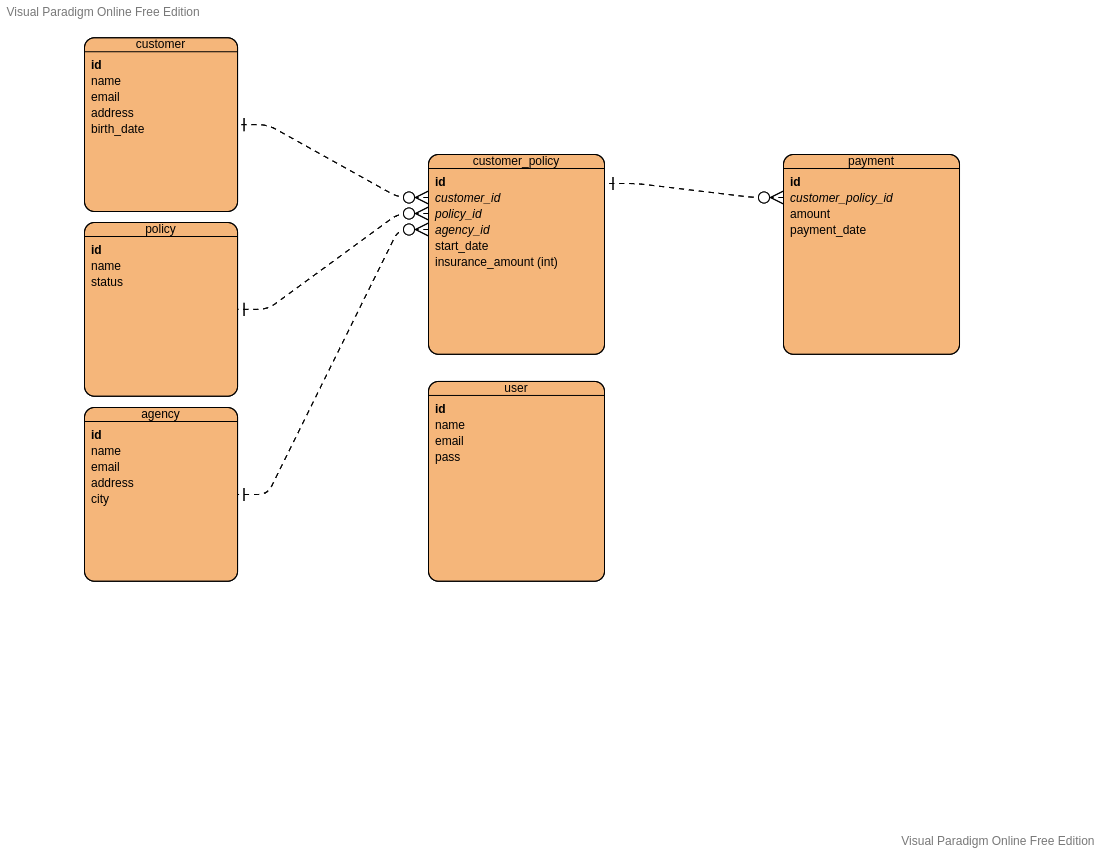 Visual Paradigm Online Free Edition
customer
id
name
email
address
birth_date
policy
id
name
status
agency
id
name
email
address
city
customer_policy
id
customer_id
policy_id
agency_id
start_date
insurance_amount (int)
user
id
name
email
pass
payment
id
customer_policy_id
amount
payment_date
Visual Paradigm Online Free Edition